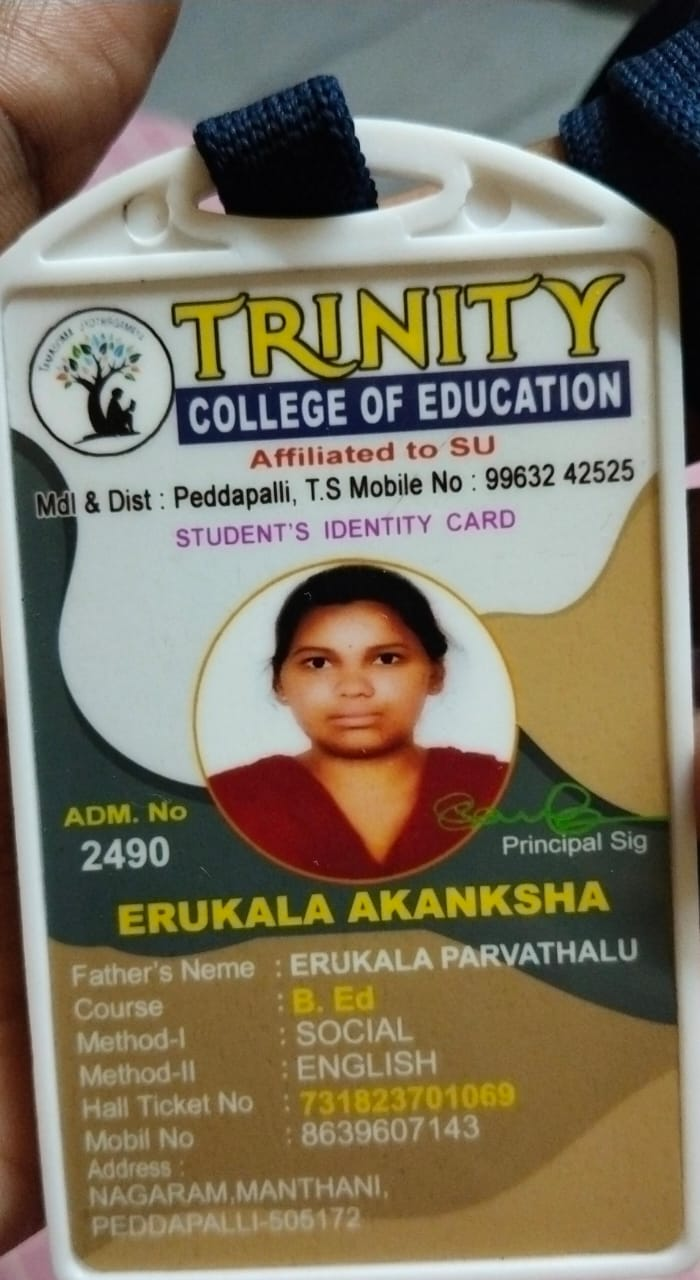 TRINITY
COLLEGE OF EDUCATION
Affiliated to SU
Mdl & Dist : Peddapalli, T.S Mobile No : 99632 42525
STUDENT'S IDENTITY CARD
ADM. No
2490
Principal Sig
ERUKALA AKANKSHA
Father's Neme : ERUKALA PARVATHALU
Course : B. Ed
Method-I : SOCIAL
Method-II : ENGLISH
Hall Ticket No : 731823701069
Mobil No : 8639607143
Address :
NAGARAM,MANTHANI,
PEDDAPALLI-505172